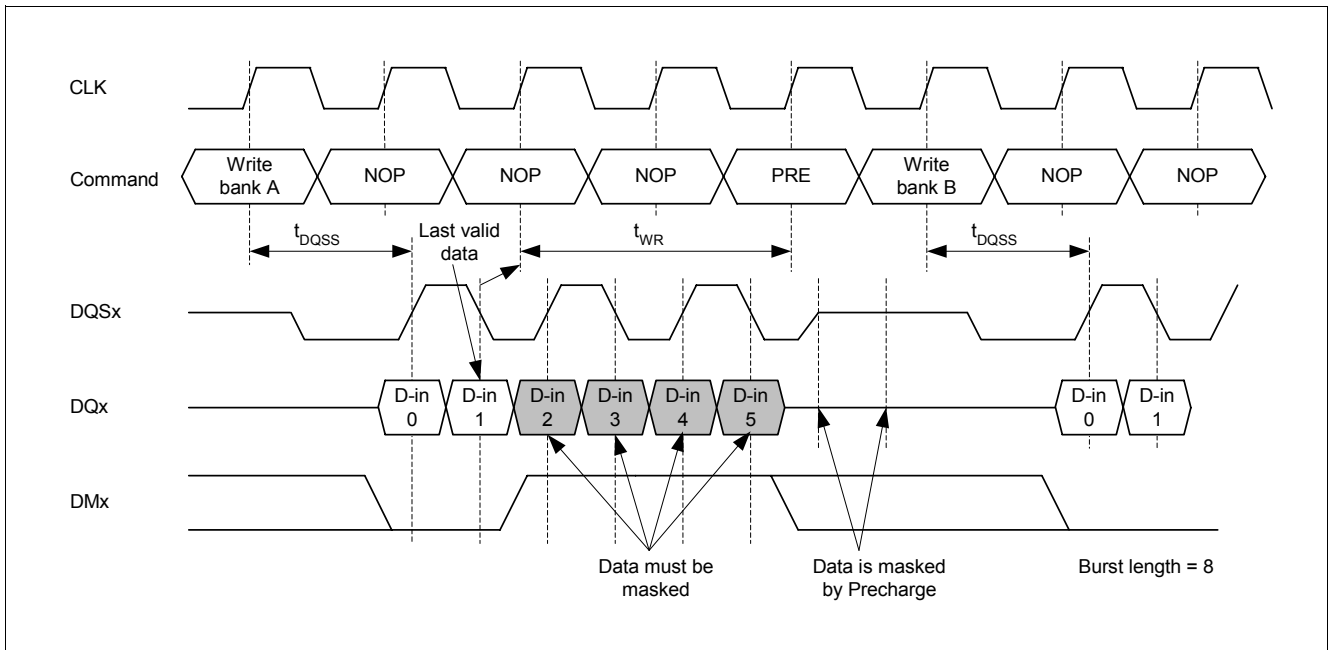 CLK
Command
Write
bank A
NOP
NOP
NOP
PRE
Write
bank B
NOP
NOP
tDQSS
Last valid
data
tWR
tDQSS
DQSx
DQx
D-in
0
D-in
1
D-in
2
D-in
3
D-in
4
D-in
5
D-in
0
D-in
1
DMx
Data must be
masked
Data is masked
by Precharge
Burst length = 8